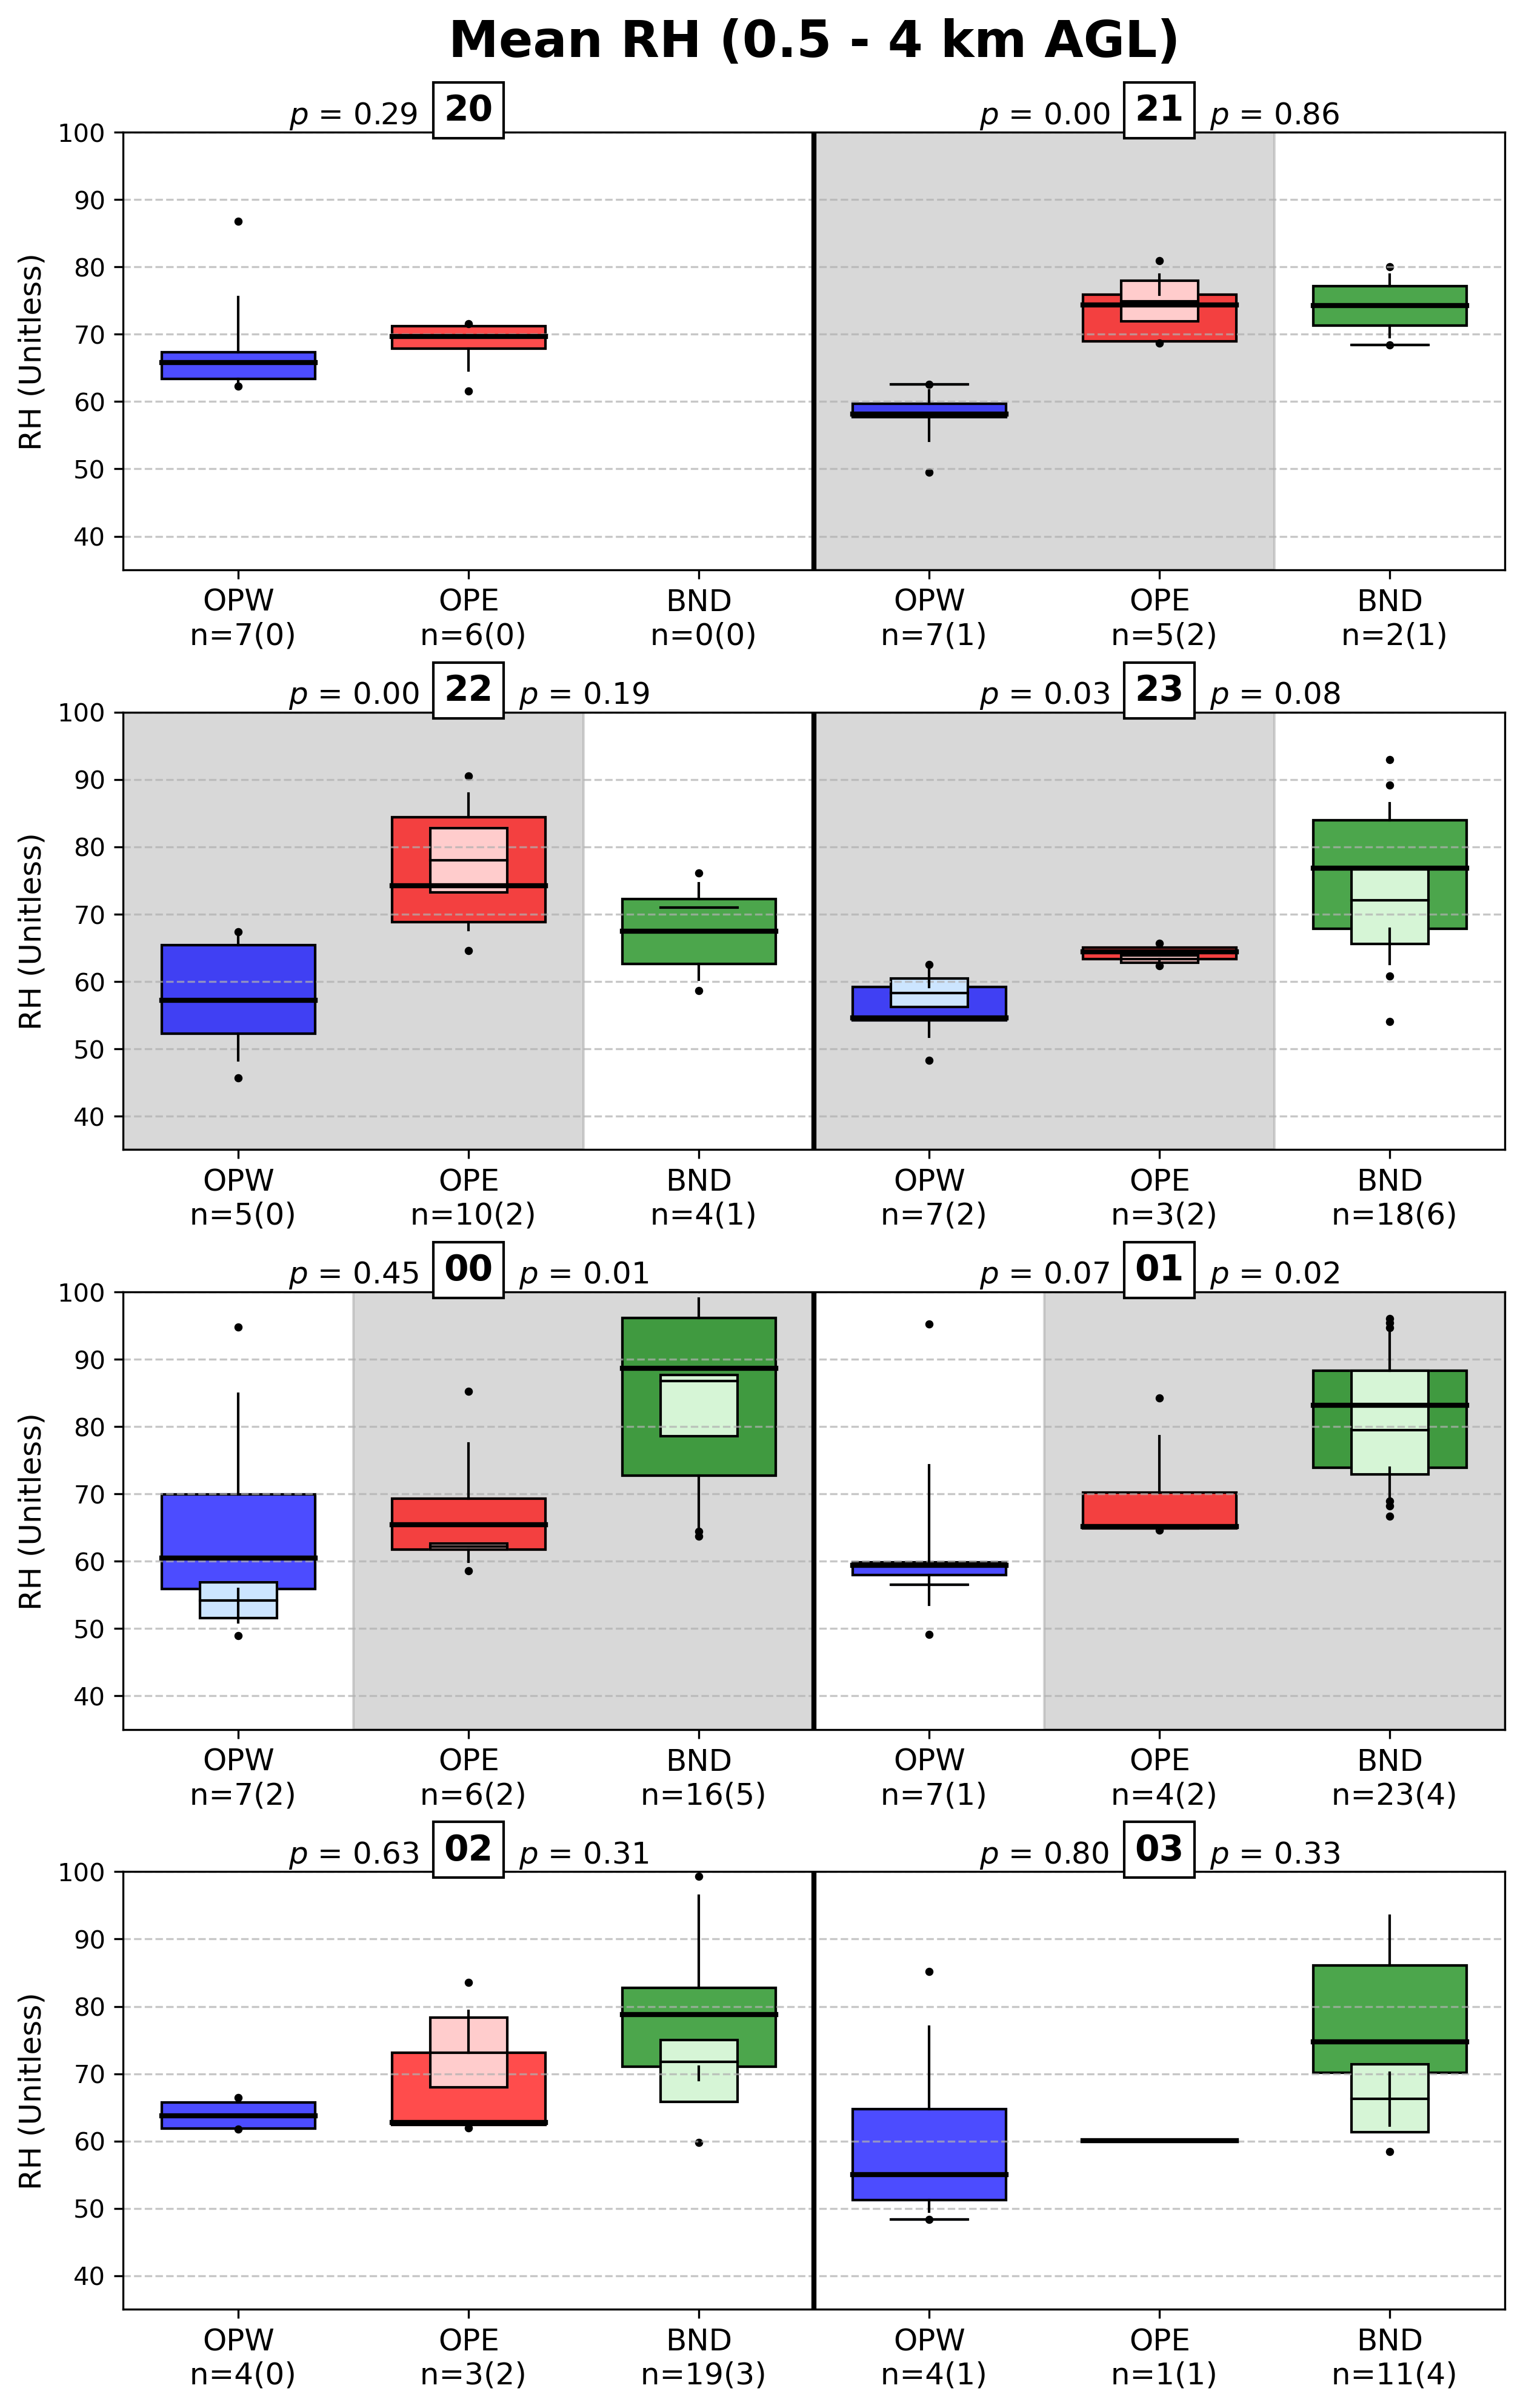 Mean RH (0.5 - 4 km AGL)
p = 0.29 20
p = 0.00 21 p = 0.86
RH (Unitless)
100
90
80
70
60
50
40
OPW OPE BND OPW OPE BND
n=7(0) n=6(0) n=0(0) n=7(1) n=5(2) n=2(1)
p = 0.00 22 p = 0.19
p = 0.03 23 p = 0.08
RH (Unitless)
100
90
80
70
60
50
40
OPW OPE BND OPW OPE BND
n=5(0) n=10(2) n=4(1) n=7(2) n=3(2) n=18(6)
p = 0.45 00 p = 0.01
p = 0.07 01 p = 0.02
RH (Unitless)
100
90
80
70
60
50
40
OPW OPE BND OPW OPE BND
n=7(2) n=6(2) n=16(5) n=7(1) n=4(2) n=23(4)
p = 0.63 02 p = 0.31
p = 0.80 03 p = 0.33
RH (Unitless)
100
90
80
70
60
50
40
OPW OPE BND OPW OPE BND
n=4(0) n=3(2) n=19(3) n=4(1) n=1(1) n=11(4)